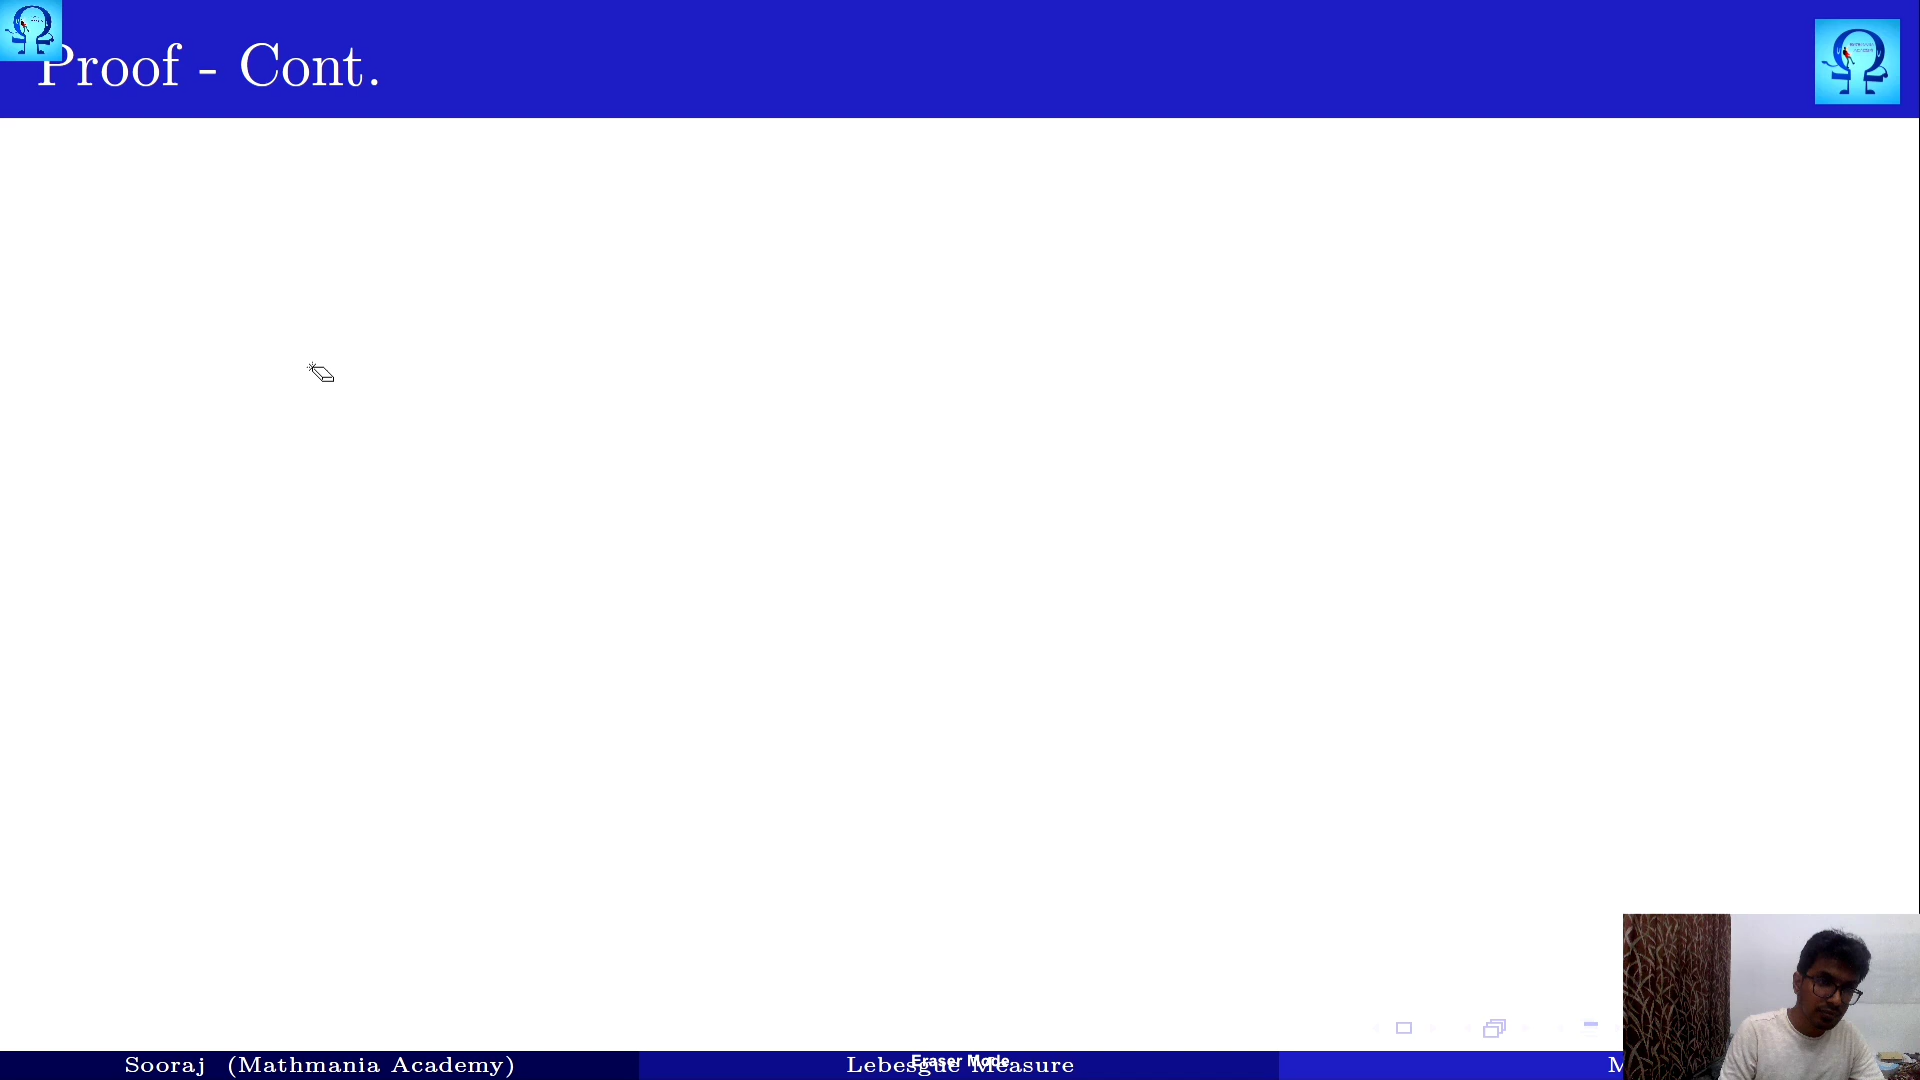 Proof - Cont.
Sooraj (Mathmania Academy)
Lebesgue Measure
Eraser Mode
M